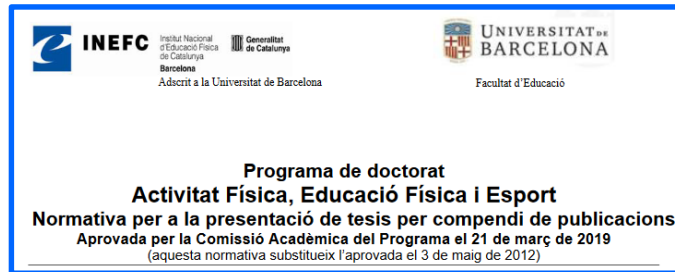 INEFC
Institut Nacional
d'Educació Física
de Catalunya
Barcelona
Generalitat
de Catalunya
Adscrit a la Universitat de Barcelona
UNIVERSITAT DE
BARCELONA
Facultat d'Educació
Programa de doctorat
Activitat Física, Educació Física i Esport
Normativa per a la presentació de tesis per compendi de publicacions
Aprovada per la Comissió Acadèmica del Programa el 21 de març de 2019
(aquesta normativa substitueix l'aprovada el 3 de maig de 2012)